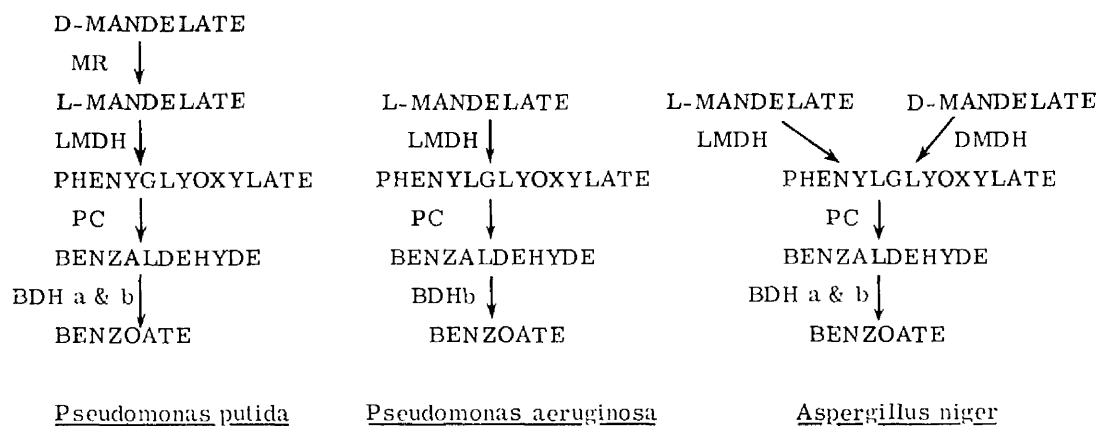 D-MANDELATE
MR
L-MANDELATE
LMDH
PHENYGLYOXYLATE
PC
BENZALDEHYDE
BDH a & b
BENZOATE
Pseudomonas putida
L-MANDELATE
LMDH
PHENYLGLYOXYLATE
PC
BENZALDEHYDE
BDHb
BENZOATE
Pseudomonas aeruginosa
L-MANDELATE D-MANDELATE
LMDH DMDH
PHENYLGLYOXYLATE
PC
BENZALDEHYDE
BDH a & b
BENZOATE
Aspergillus niger